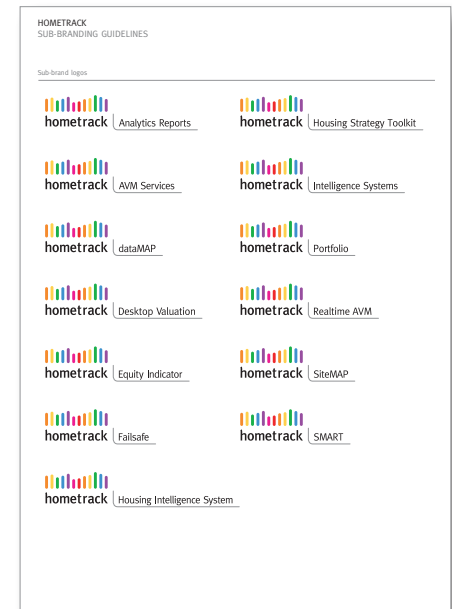 HOMETRACK
SUB-BRANDING GUIDELINES
Sub-brand logos
hometrack Analytics Reports
hometrack Housing Strategy Toolkit
hometrack AVM Services
hometrack Intelligence Systems
hometrack dataMAP
hometrack Portfolio
hometrack Desktop Valuation
hometrack Realtime AVM
hometrack Equity Indicator
hometrack SiteMAP
hometrack Failsafe
hometrack SMART
hometrack Housing Intelligence System